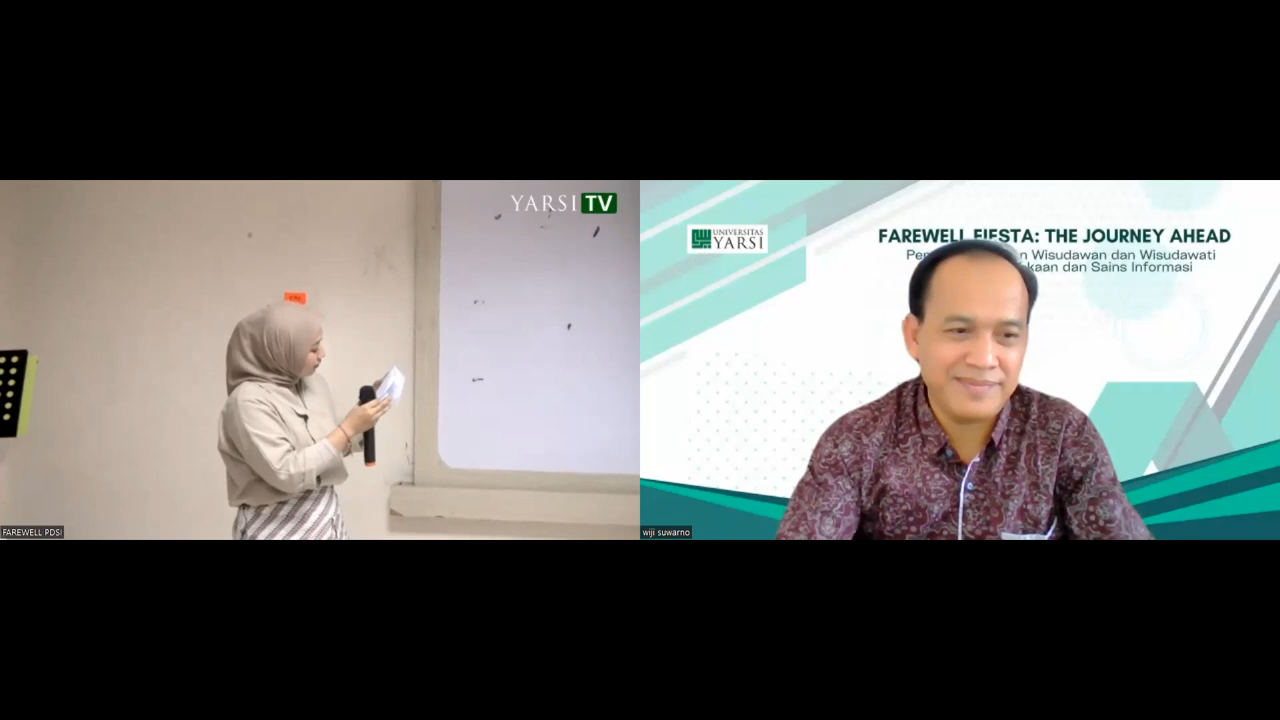 YARSI TV
FAREWELL PDSI
UNIVERSITAS
YARSI
FAREWELL FIESTA: THE JOURNEY AHEAD
Wisudawan dan Wisudawati
dan Sains Informasi
wiji suwarno